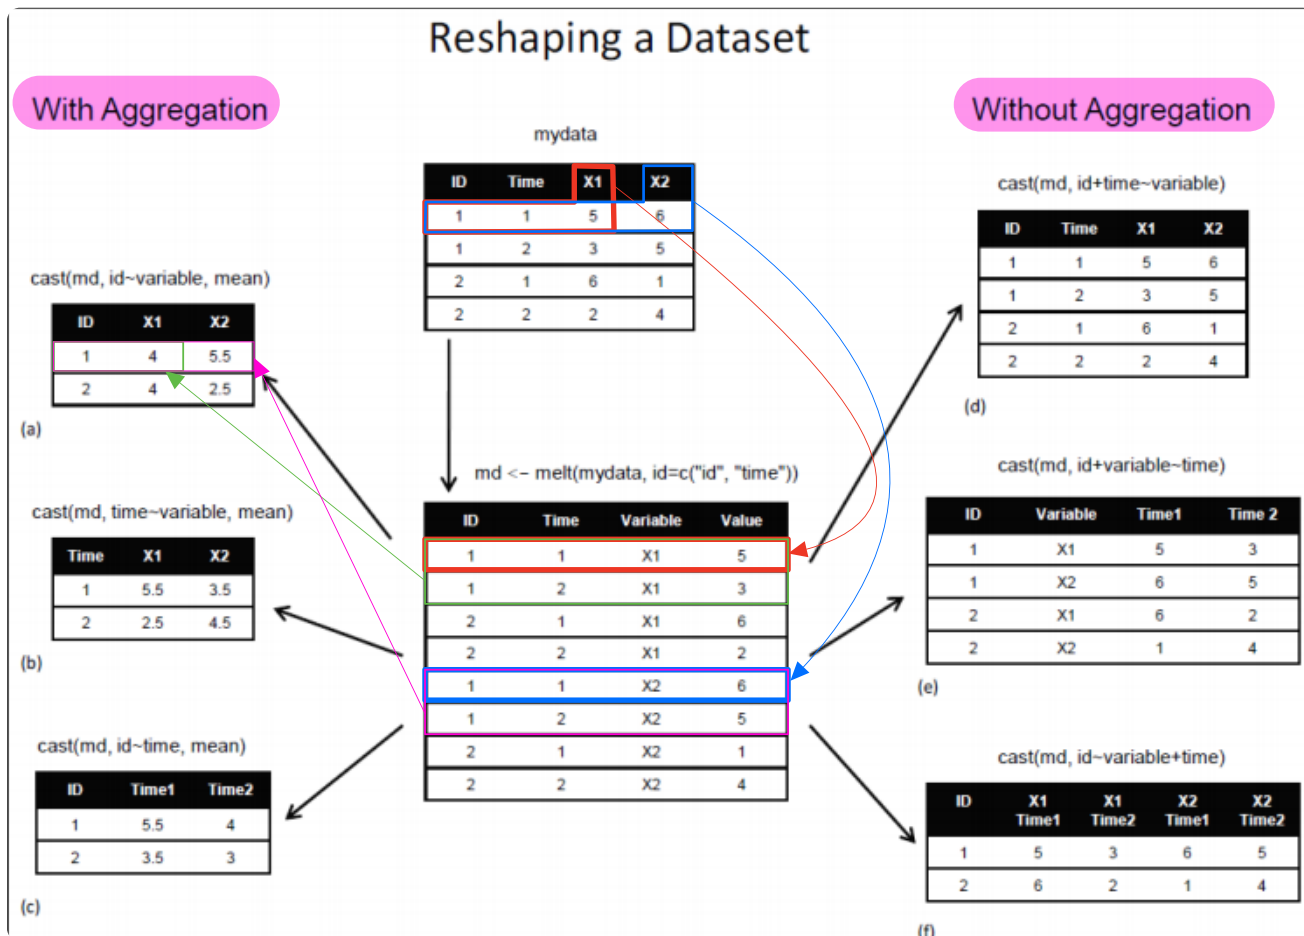 Reshaping a Dataset
With Aggregation
Without Aggregation
mydata
ID Time X1 X2
1 1 5 6
1 2 3 5
2 1 6 1
2 2 2 4
cast(md, id~variable, mean)
ID X1 X2
1 4 5.5
2 4 2.5
(a)
cast(md, time~variable, mean)
Time X1 X2
1 5.5 3.5
2 2.5 4.5
(b)
cast(md, id~time, mean)
ID Time1 Time2
1 5.5 4
2 3.5 3
(c)
md <- melt(mydata, id=c("id", "time"))
ID Time Variable Value
1 1 X1 5
1 2 X1 3
2 1 X1 6
2 2 X1 2
1 1 X2 6
1 2 X2 5
2 1 X2 1
2 2 X2 4
cast(md, id+time~variable)
ID Time X1 X2
1 1 5 6
1 2 3 5
2 1 6 1
2 2 2 4
(d)
cast(md, id+variable~time)
ID Variable Time1 Time 2
1 X1 5 3
1 X2 6 5
2 X1 6 2
2 X2 1 4
(e)
cast(md, id~variable+time)
ID X1 X1 X2 X2
Time1 Time2 Time1 Time2
1 5 3 6 5
2 6 2 1 4
(f)